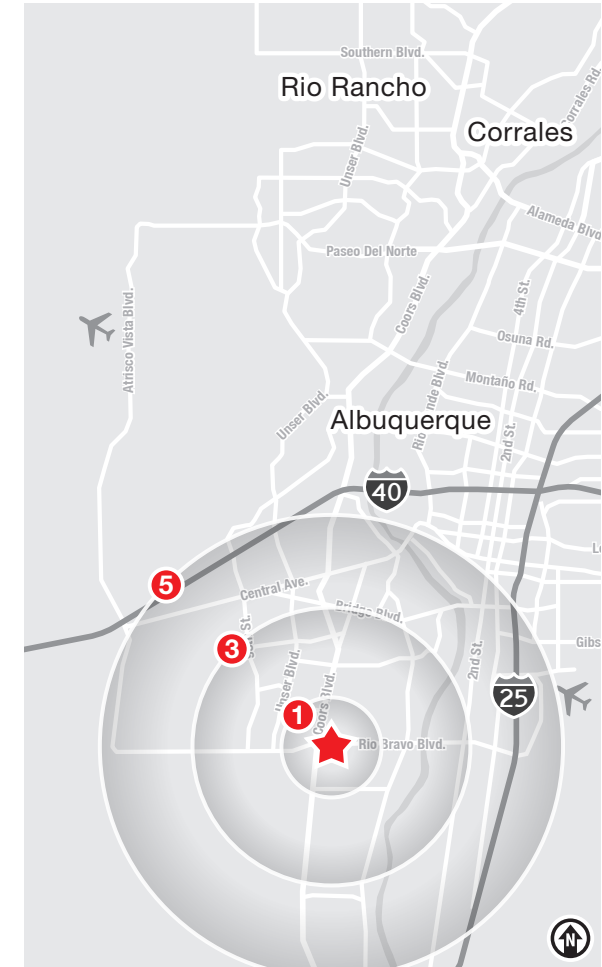 Southern Blvd.
Rio Rancho
Corrales Rd.
Corrales
Unser Blvd.
Alameda Blvd
Paseo Del Norte
4th St.
Coors Blvd.
Atrisco Vista Blvd.
Osuna Rd.
Montaño Rd.
Unser Blvd.
Albuquerque
2nd St.
40
5
Central Ave.
Bridge Blvd.
3
St.
2nd St.
Gibs
Unser Blvd.
Coors Blvd.
25
1
Rio Bravo Blvd.
N